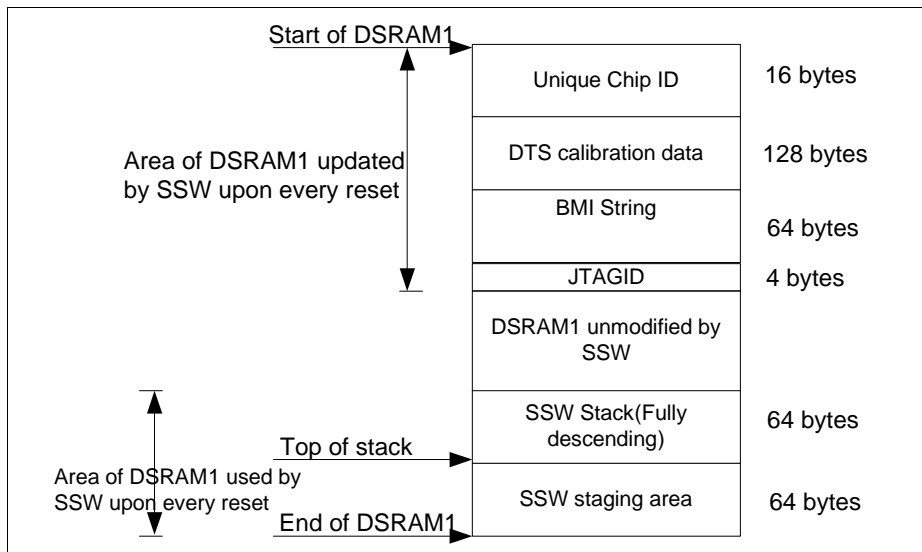 Start of DSRAM1
Unique Chip ID
16 bytes
Area of DSRAM1 updated
by SSW upon every reset
DTS calibration data
128 bytes
BMI String
64 bytes
JTAGID
4 bytes
DSRAM1 unmodified by
SSW
SSW Stack(Fully
descending)
64 bytes
Top of stack
Area of DSRAM1 used by
SSW upon every reset
SSW staging area
64 bytes
End of DSRAM1